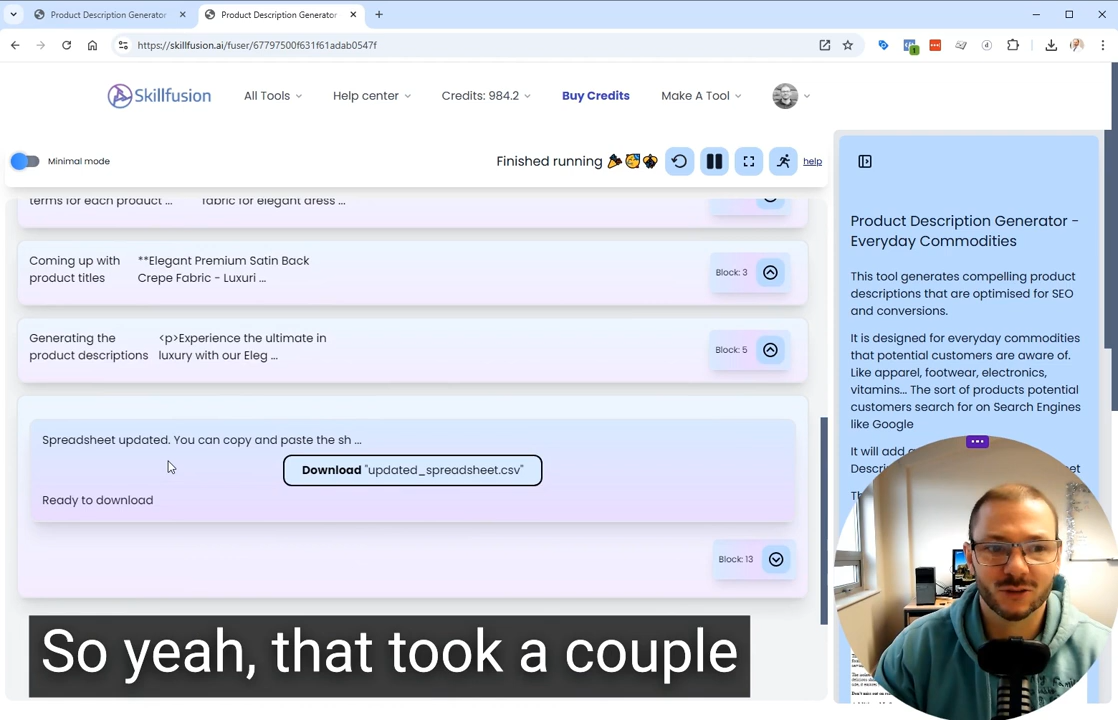 Product Description Generator
Product Description Generator
https://skillfusion.ai/fuser/67797500f631f61adab0547f
1
Skillfusion
All Tools
Help center
Credits: 984.2
Buy Credits
Make A Tool
Minimal mode
Finished running
help
terms for each product ...
fabric for elegant dress ...
Coming up with
product titles
**Elegant Premium Satin Back
Crepe Fabric - Luxuri ...
Block: 3
Generating the
product descriptions
<p>Experience the ultimate in
luxury with our Eleg ...
Block: 5
Spreadsheet updated. You can copy and paste the sh ...
Download "updated_spreadsheet.csv"
Ready to download
Block: 13
Product Description Generator -
Everyday Commodities
This tool generates compelling product
descriptions that are optimised for SEO
and conversions.
It is designed for everyday commodities
that potential customers are aware of.
Like apparel, footwear, electronics,
vitamins... The sort of products potential
customers search for on Search Engines
like Google
It will add
So yeah, that took a couple